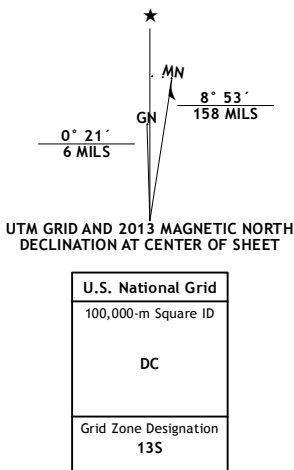 ★
MN
GN
8° 53´
158 MILS
0° 21´
6 MILS
UTM GRID AND 2013 MAGNETIC NORTH
DECLINATION AT CENTER OF SHEET
U.S. National Grid
100,000-m Square ID
DC
Grid Zone Designation
13S